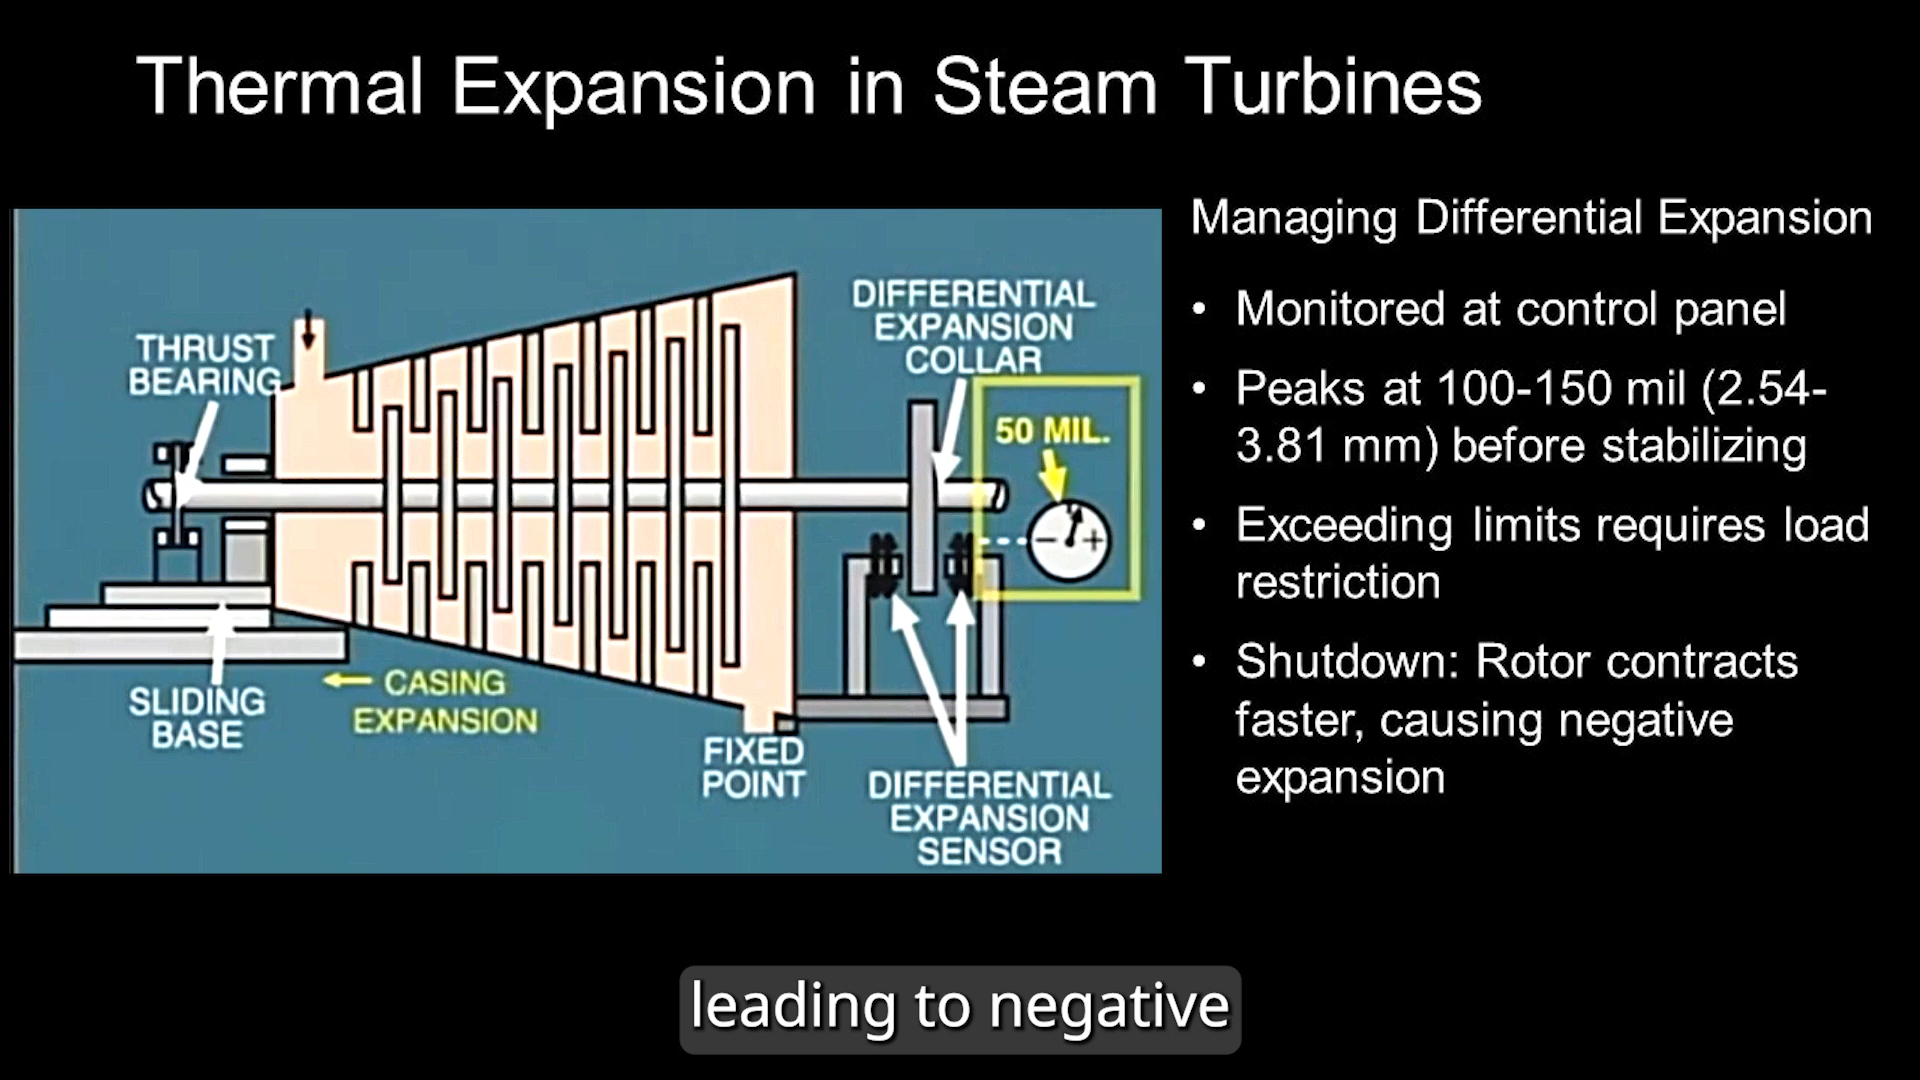 Thermal Expansion in Steam Turbines
THRUST
BEARING
DIFFERENTIAL
EXPANSION
COLLAR
50 MIL.
- +
SLIDING
BASE
← CASING
EXPANSION
FIXED
POINT
DIFFERENTIAL
EXPANSION
SENSOR
Managing Differential Expansion
• Monitored at control panel
• Peaks at 100-150 mil (2.54-
3.81 mm) before stabilizing
• Exceeding limits requires load
restriction
• Shutdown: Rotor contracts
faster, causing negative
expansion
leading to negative